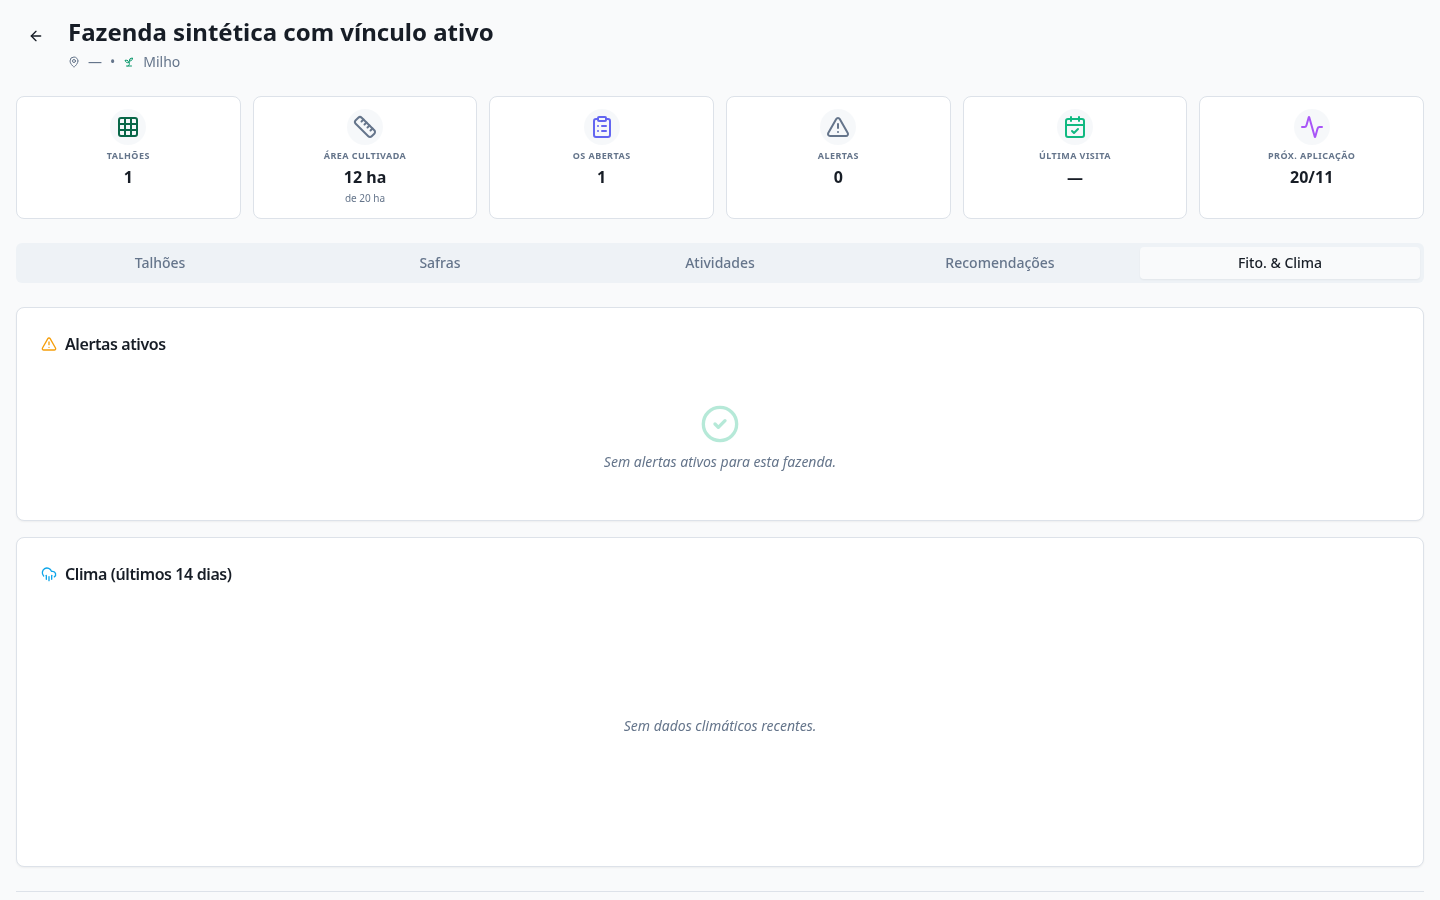 Fazenda sintética com vínculo ativo
— • Milho
TALHÕES
1
ÁREA CULTIVADA
12 ha
de 20 ha
OS ABERTAS
1
ALERTAS
0
ÚLTIMA VISITA
—
PRÓX. APLICAÇÃO
20/11
Talhões Safras Atividades Recomendações Fito. & Clima
Alertas ativos
Sem alertas ativos para esta fazenda.
Clima (últimos 14 dias)
Sem dados climáticos recentes.